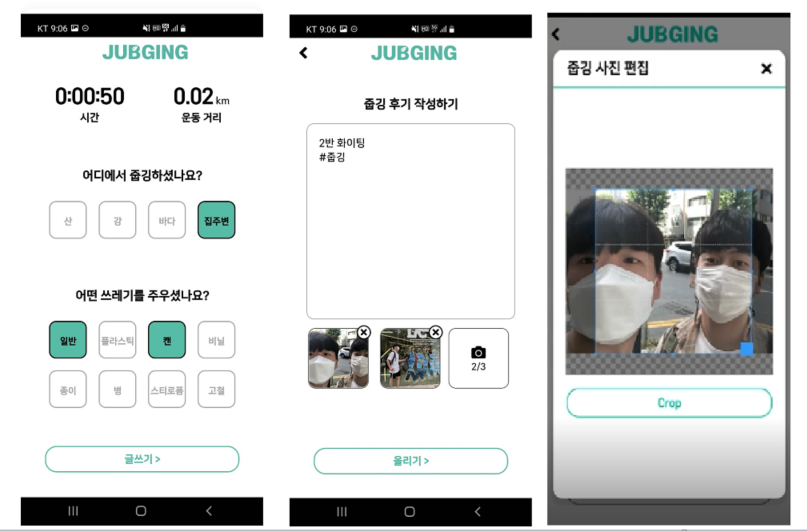 KT 9:06
JUBGING
0:00:50
0.02 km
시간
운동 거리
어디에서 줍깅하셨나요?
산
강
바다
집주변
어떤 쓰레기를 주우셨나요?
일반
플라스틱
캔
비닐
종이
병
스티로폼
고철
글쓰기 >
KT 9:06
JUBGING
줍깅 후기 작성하기
2반 화이팅
#줍깅
2/3
올리기 >
JUBGING
줍깅 사진 편집
Crop